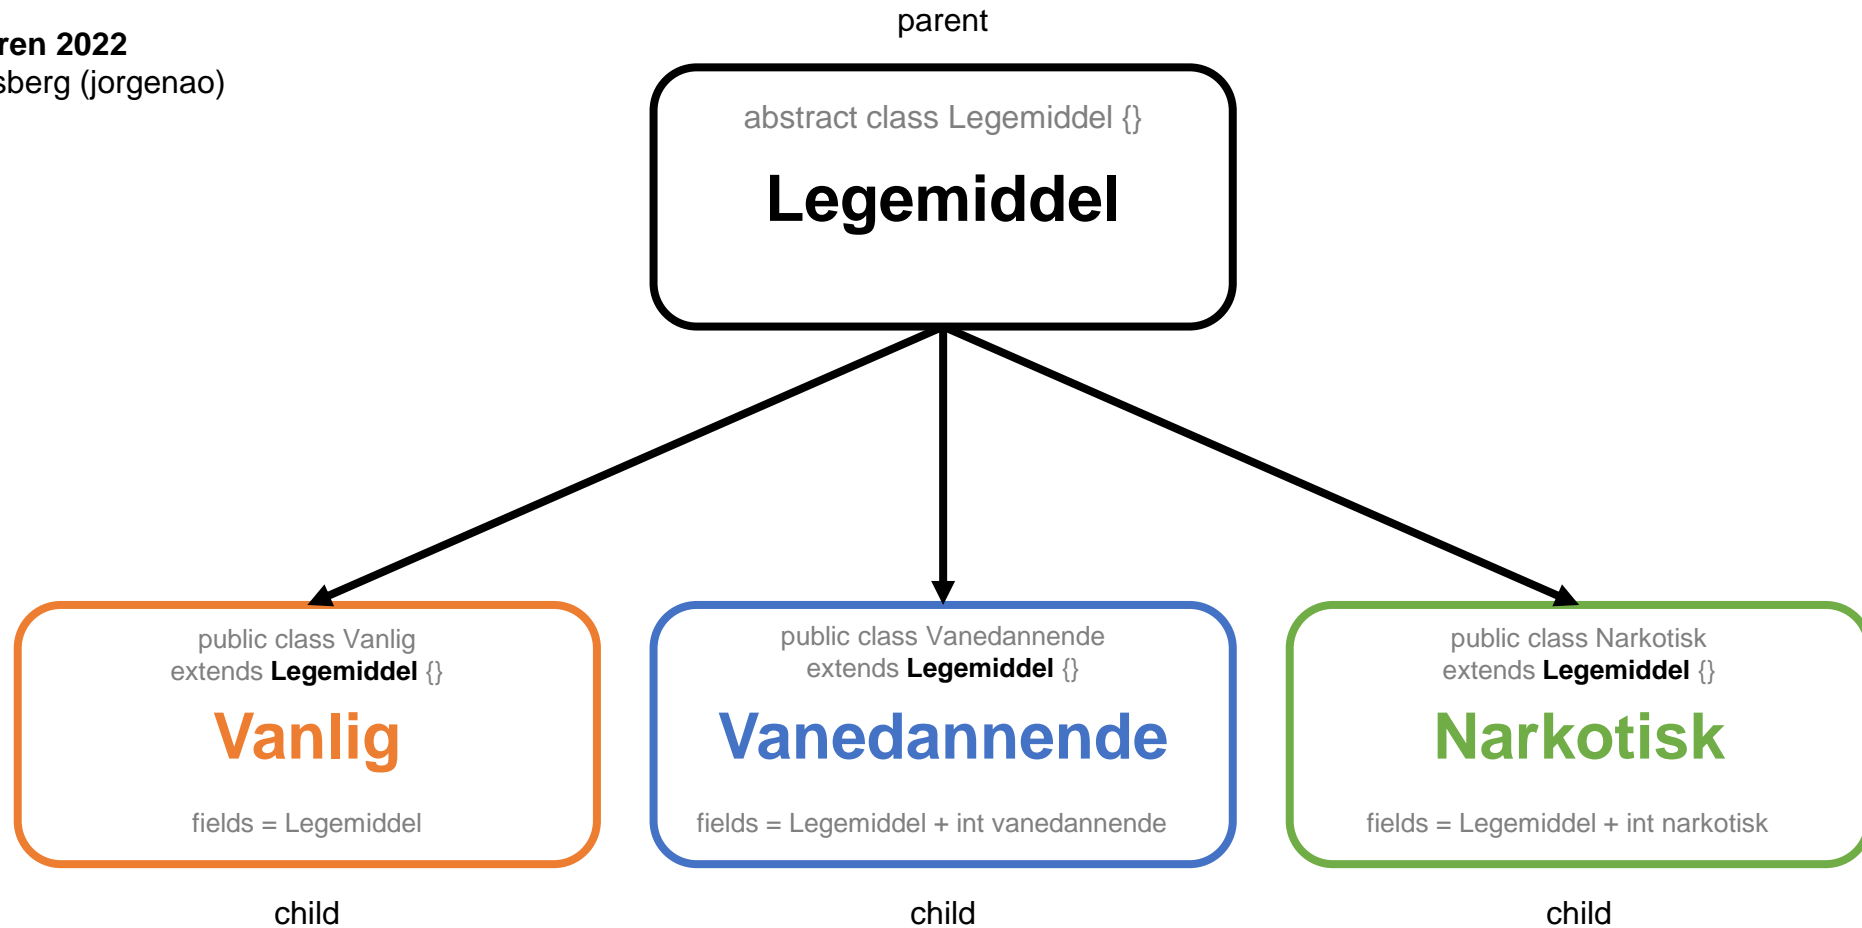 parent
ren 2022
sberg (jorgenao)
abstract class Legemiddel {}
Legemiddel
public class Vanlig
extends Legemiddel {}
Vanlig
fields = Legemiddel
child
public class Vanedannende
extends Legemiddel {}
Vanedannende
fields = Legemiddel + int vanedannende
child
public class Narkotisk
extends Legemiddel {}
Narkotisk
fields = Legemiddel + int narkotisk
child